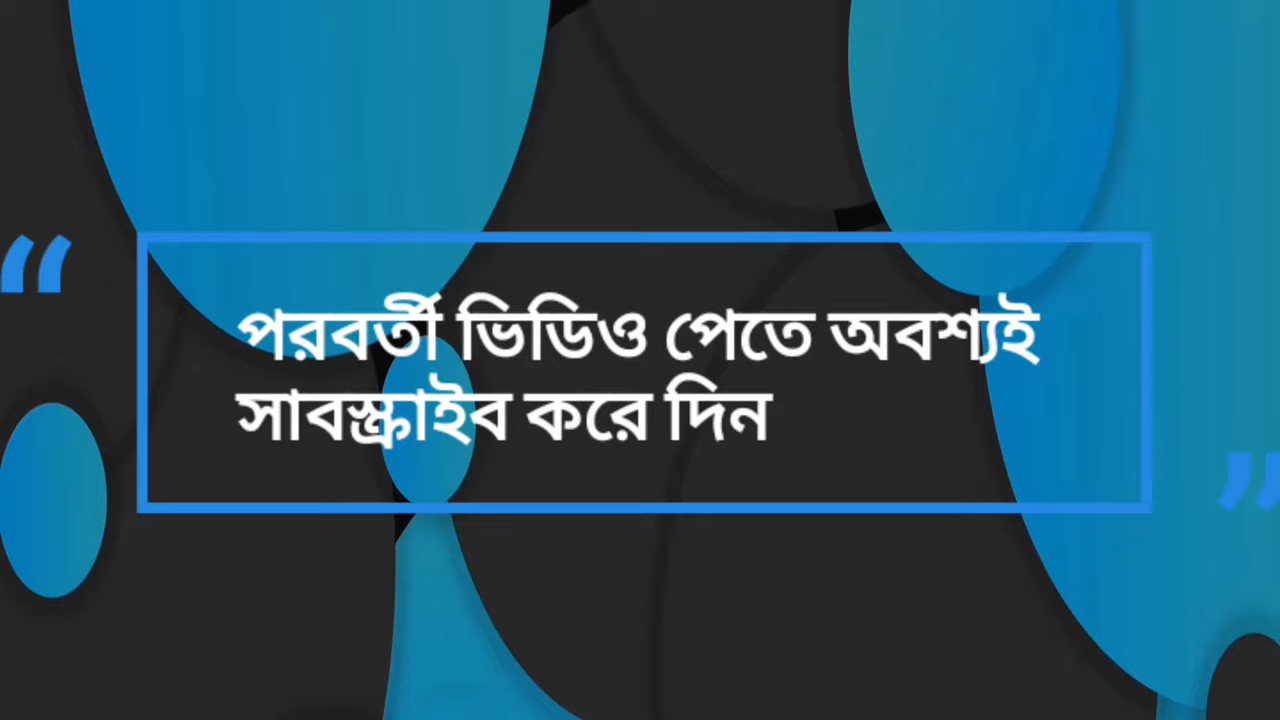 “
পরবর্তী ভিডিও পেতে অবশ্যই
সাবস্ক্রাইব করে দিন
”